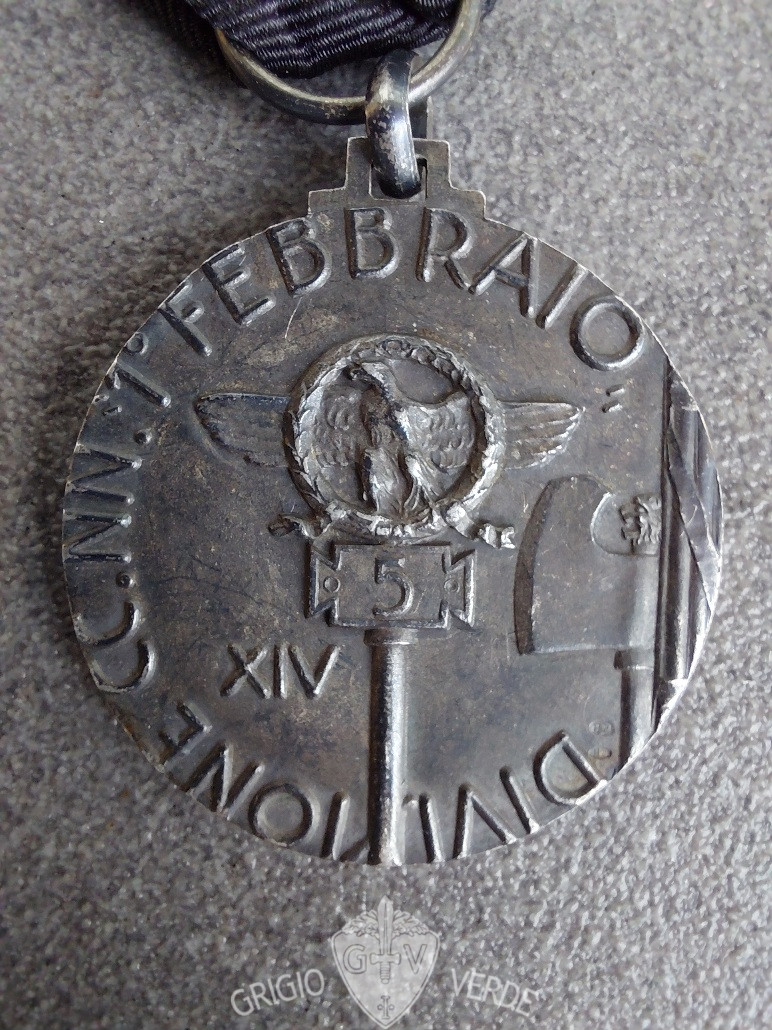 DIVISIONE CC.NN. "1° FEBBRAIO"
5
XIV
G V
GRIGIO VERDE